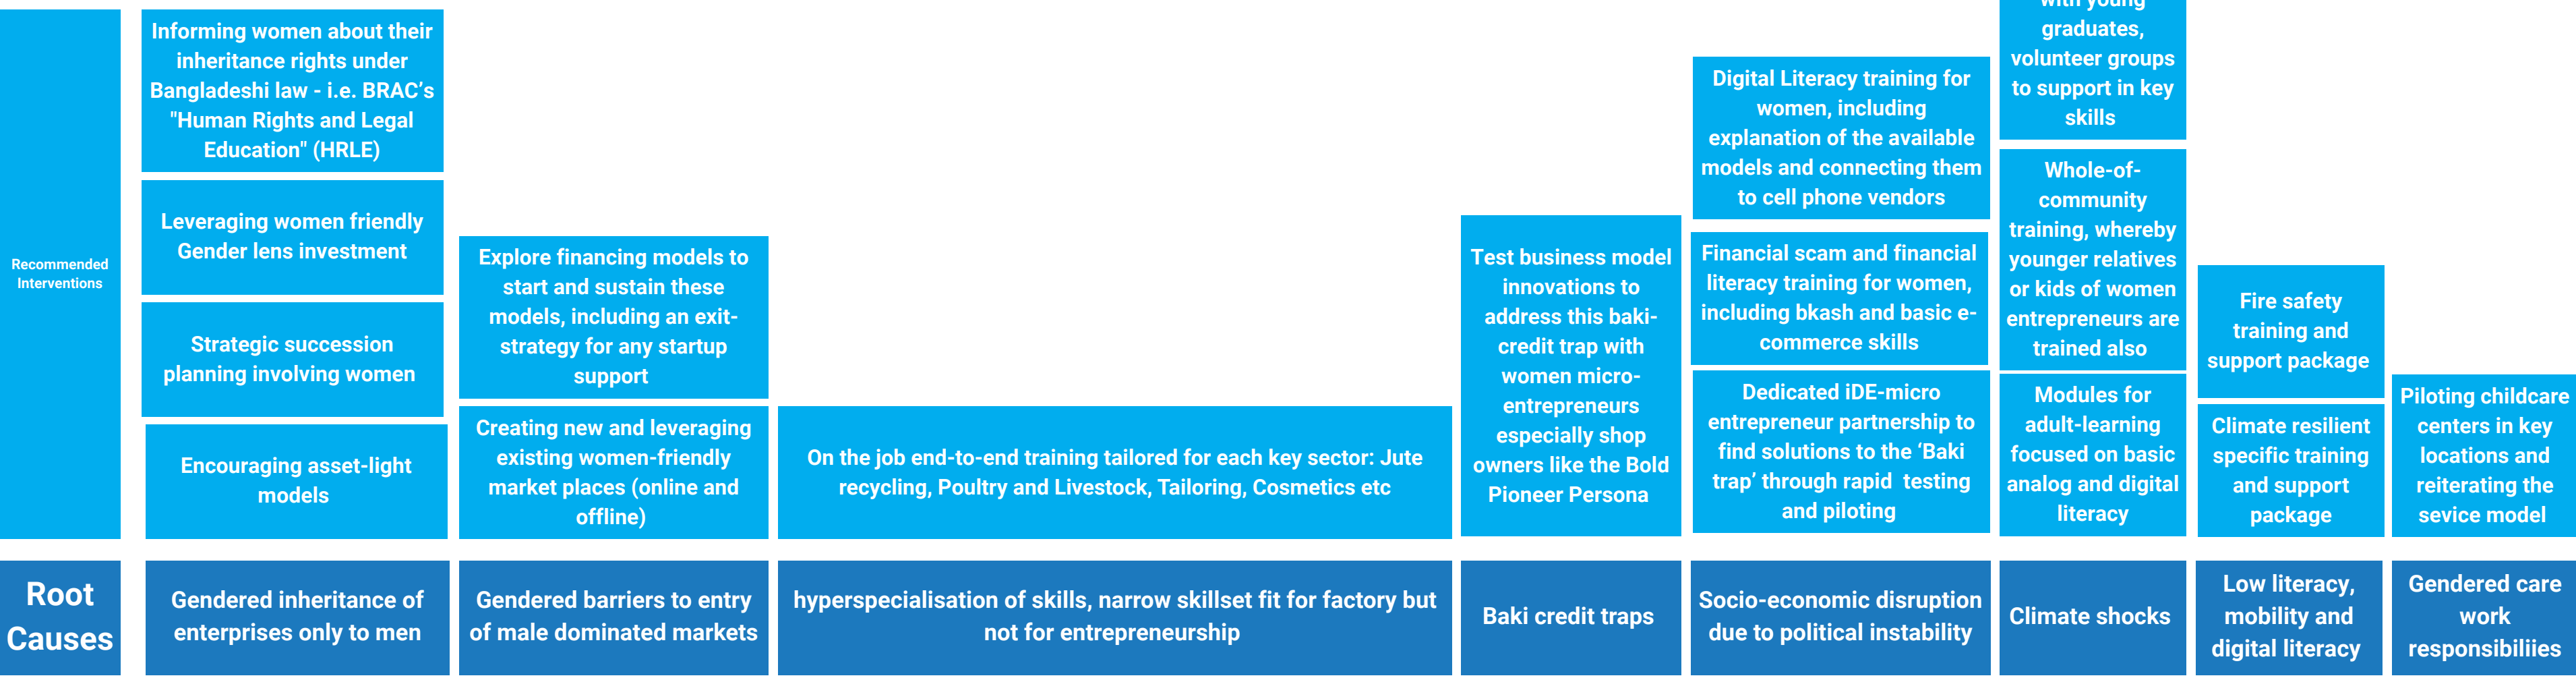 Recommended
Interventions
Informing women about their
inheritance rights under
Bangladeshi law - i.e. BRAC’s
"Human Rights and Legal
Education" (HRLE)
Leveraging women friendly
Gender lens investment
Strategic succession
planning involving women
Encouraging asset-light
models
Explore financing models to
start and sustain these
models, including an exit-
strategy for any startup
support
Creating new and leveraging
existing women-friendly
market places (online and
offline)
On the job end-to-end training tailored for each key sector: Jute
recycling, Poultry and Livestock, Tailoring, Cosmetics etc
Test business model
innovations to
address this baki-
credit trap with
women micro-
entrepreneurs
especially shop
owners like the Bold
Pioneer Persona
Digital Literacy training for
women, including
explanation of the available
models and connecting them
to cell phone vendors
Financial scam and financial
literacy training for women,
including bkash and basic e-
commerce skills
Dedicated iDE-micro
entrepreneur partnership to
find solutions to the ‘Baki
trap’ through rapid  testing
and piloting
with young
graduates,
volunteer groups
to support in key
skills
Whole-of-
community
training, whereby
younger relatives
or kids of women
entrepreneurs are
trained also
Modules for
adult-learning
focused on basic
analog and digital
literacy
Fire safety
training and
support package
Climate resilient
specific training
and support
package
Piloting childcare
centers in key
locations and
reiterating the
sevice model
Root
Causes
Gendered inheritance of
enterprises only to men
Gendered barriers to entry
of male dominated markets
hyperspecialisation of skills, narrow skillset fit for factory but
not for entrepreneurship
Baki credit traps
Socio-economic disruption
due to political instability
Climate shocks
Low literacy,
mobility and
digital literacy
Gendered care
work
responsibiliies